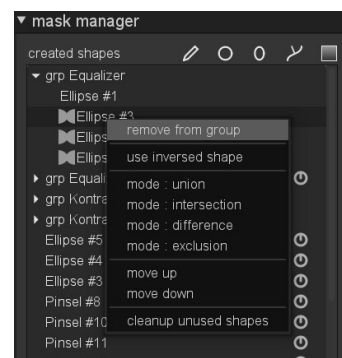 mask manager
created shapes
grp Equalizer
Ellipse #1
Ellipse #3
remove from group
use inversed shape
grp Equali
mode : union
grp Kontra
mode : intersection
grp Kontra
mode : difference
Ellipse #5
mode : exclusion
Ellipse #4
move up
Ellipse #3
move down
Pinsel #8
cleanup unused shapes
Pinsel #10
Pinsel #11